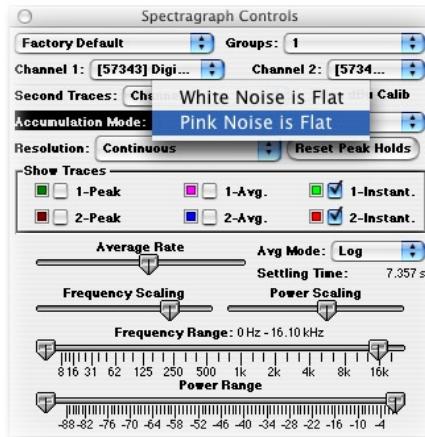 Spectragraph Controls
Factory Default Groups: 1
Channel 1: [57343] Digi... Channel 2: [5734...
Second Traces: Calib
White Noise is Flat
Accumulation Mode: Pink Noise is Flat
Resolution: Continuous Reset Peak Holds
Show Traces
1-Peak 1-Avg. 1-Instant.
2-Peak 2-Avg. 2-Instant.
Average Rate Avg Mode: Log
Settling Time: 7.357 s
Frequency Scaling Power Scaling
Frequency Range: 0 Hz - 16.10 kHz
8 16 31 62 125 250 500 1k 2k 4k 8k 16k
Power Range
-88 -82 -76 -70 -64 -58 -52 -46 -40 -34 -28 -22 -16 -10 -4